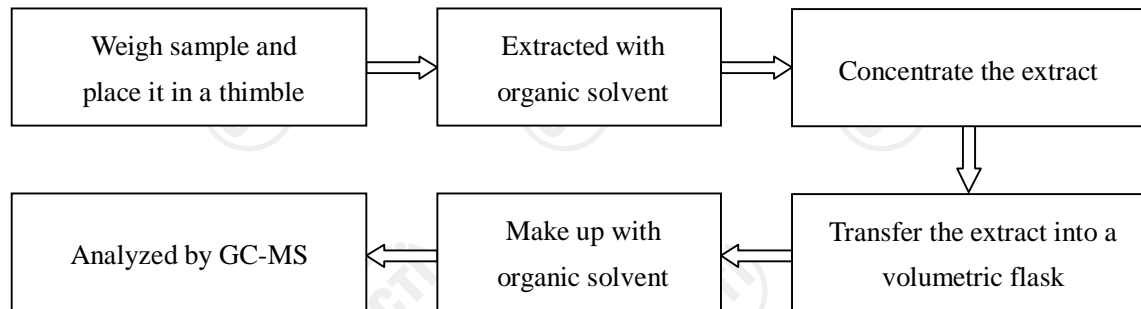 Weigh sample and
place it in a thimble
Extracted with
organic solvent
Concentrate the extract
Transfer the extract into a
volumetric flask
Make up with
organic solvent
Analyzed by GC-MS
CTI